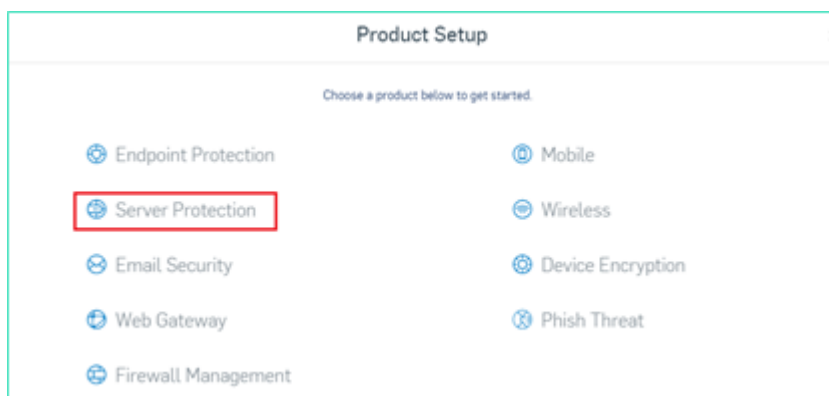 Product Setup
Choose a product below to get started.
Endpoint Protection
Mobile
Server Protection
Wireless
Email Security
Device Encryption
Web Gateway
Phish Threat
Firewall Management